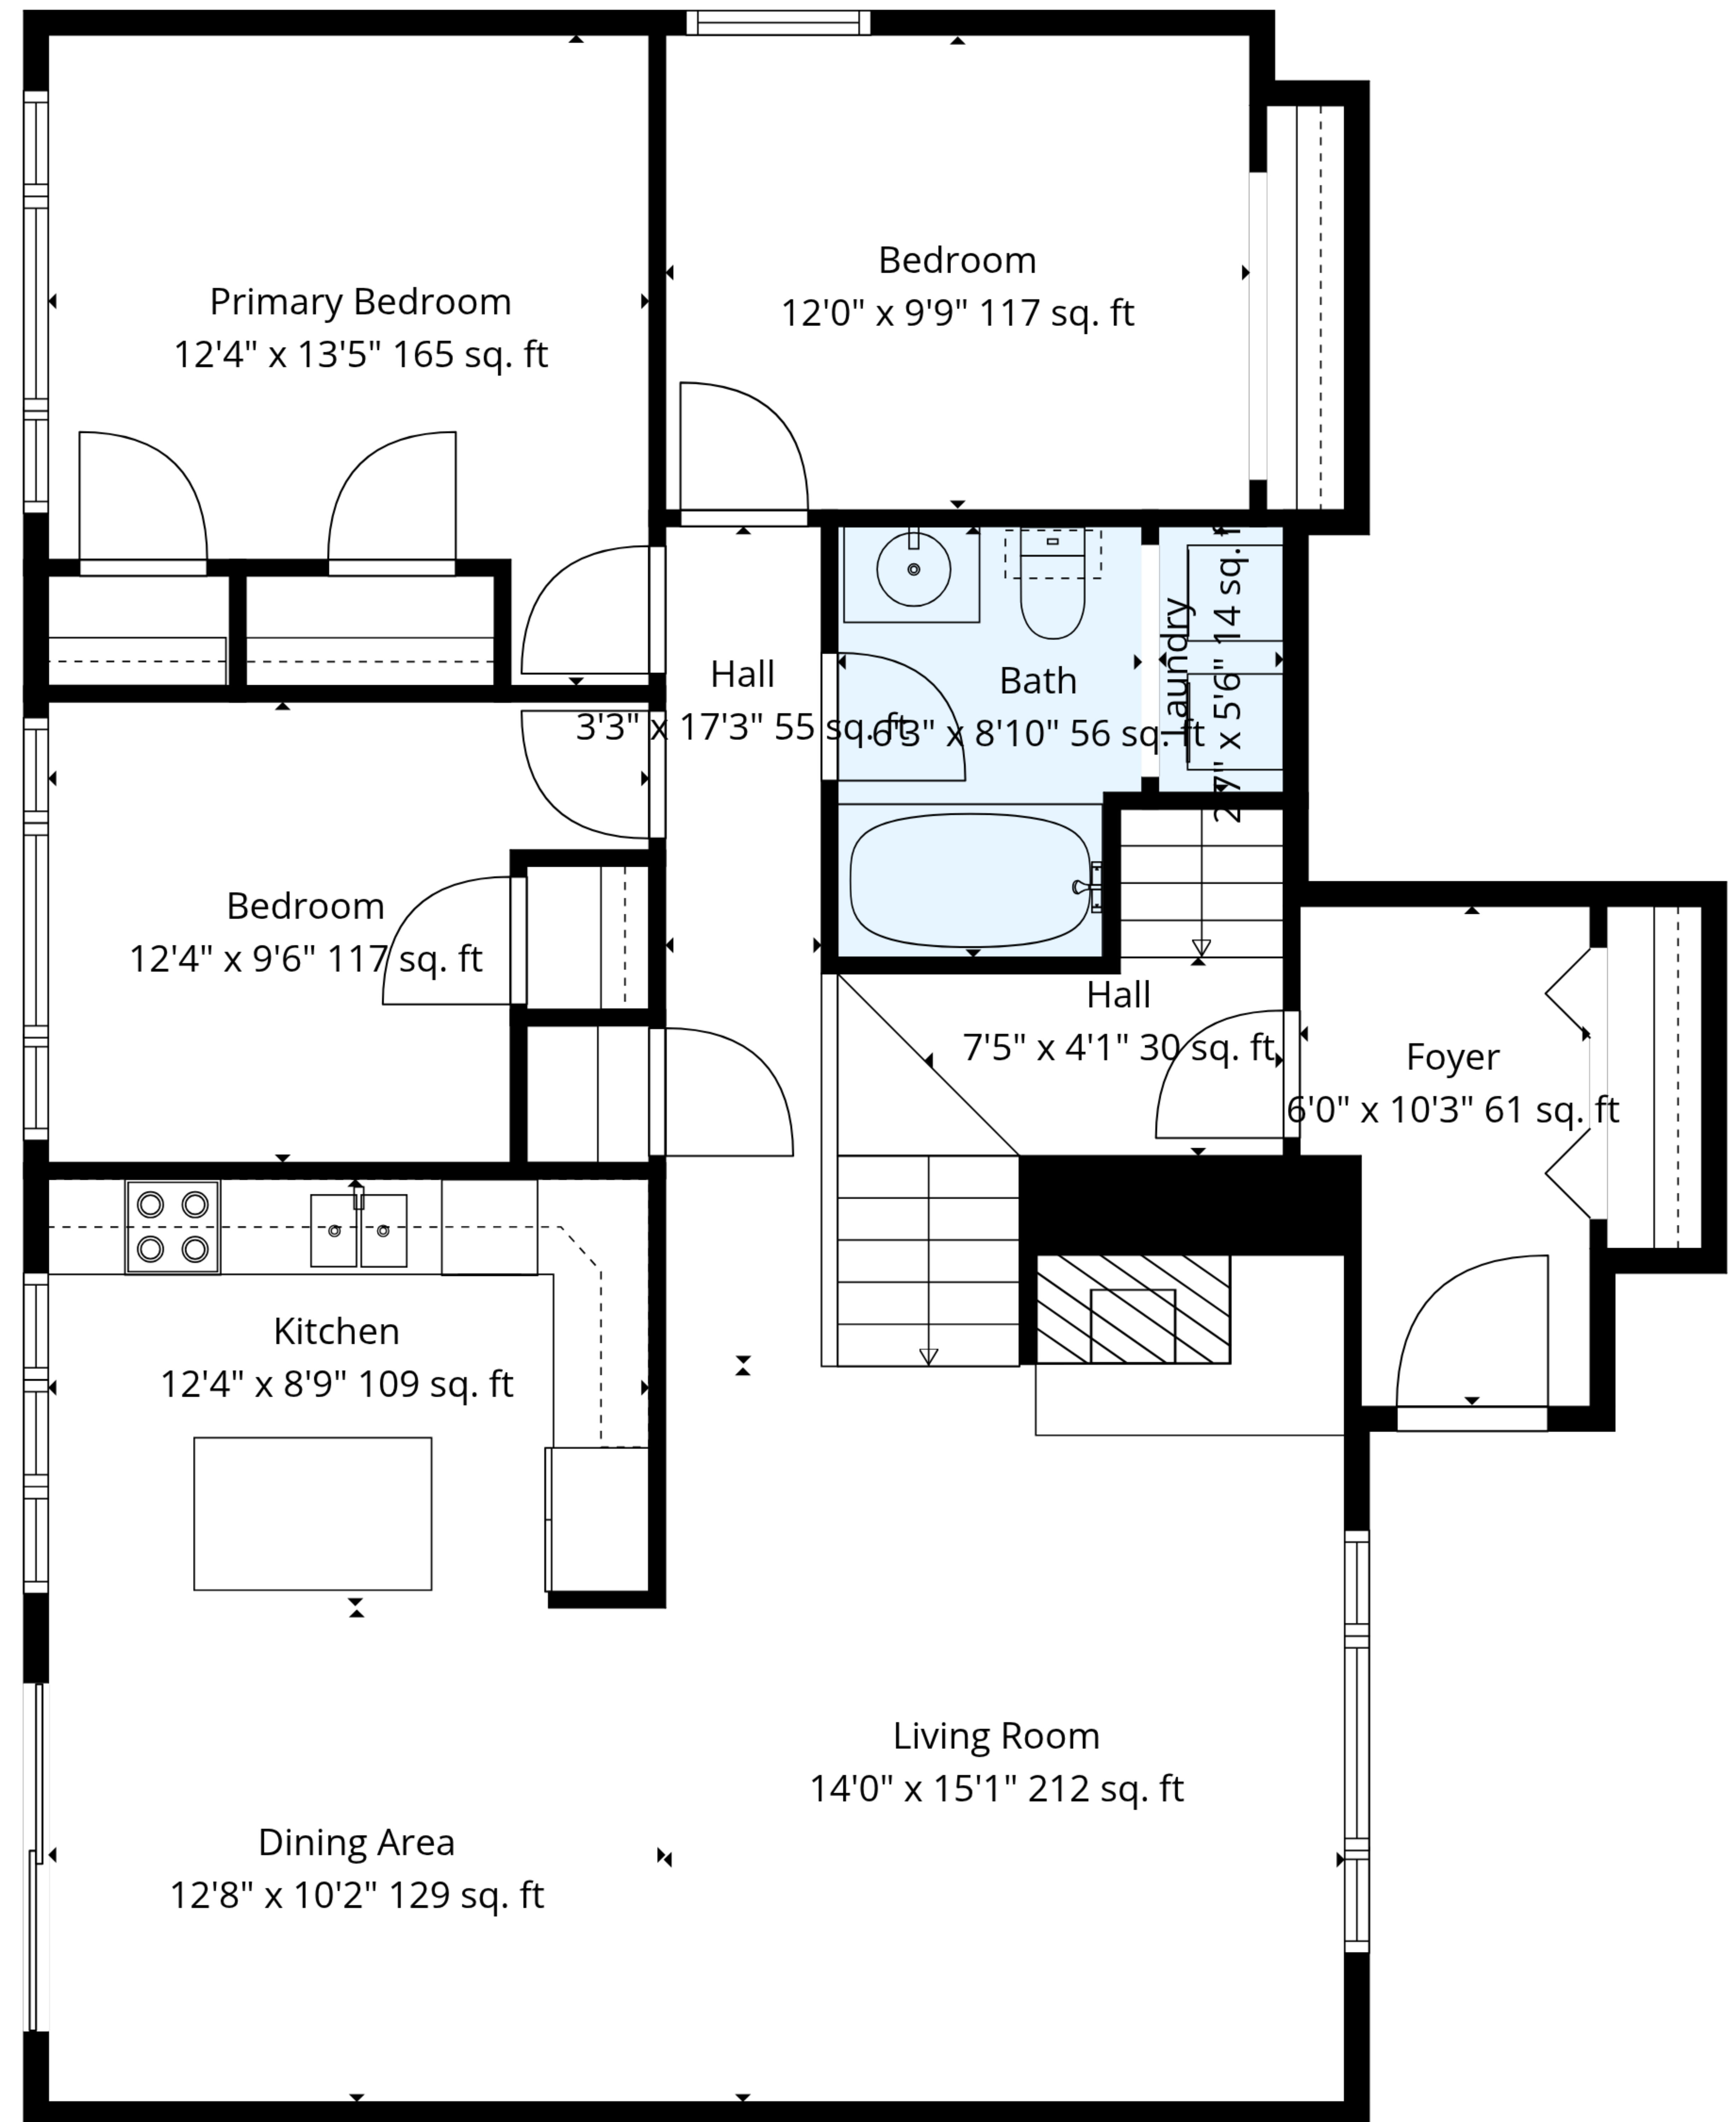 Bedroom
12'0" x 9'9" 117 sq. ft
Primary Bedroom
12'4" x 13'5" 165 sq. ft
Hall
3'3" x 17'3" 55 sq. ft
Bath
6'3" x 8'10" 56 sq. ft
Laundry
2'7" x 5'6" 14 sq. ft
Bedroom
12'4" x 9'6" 117 sq. ft
Hall
7'5" x 4'1" 30 sq. ft
Foyer
6'0" x 10'3" 61 sq. ft
Kitchen
12'4" x 8'9" 109 sq. ft
Living Room
14'0" x 15'1" 212 sq. ft
Dining Area
12'8" x 10'2" 129 sq. ft